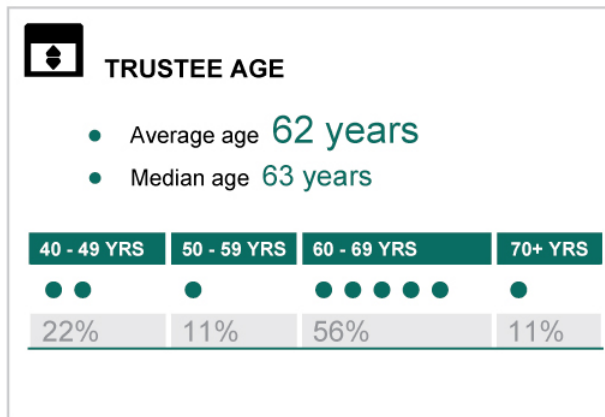 TRUSTEE AGE
Average age 62 years
Median age 63 years
40 - 49 YRS 50 - 59 YRS 60 - 69 YRS 70+ YRS
22% 11% 56% 11%